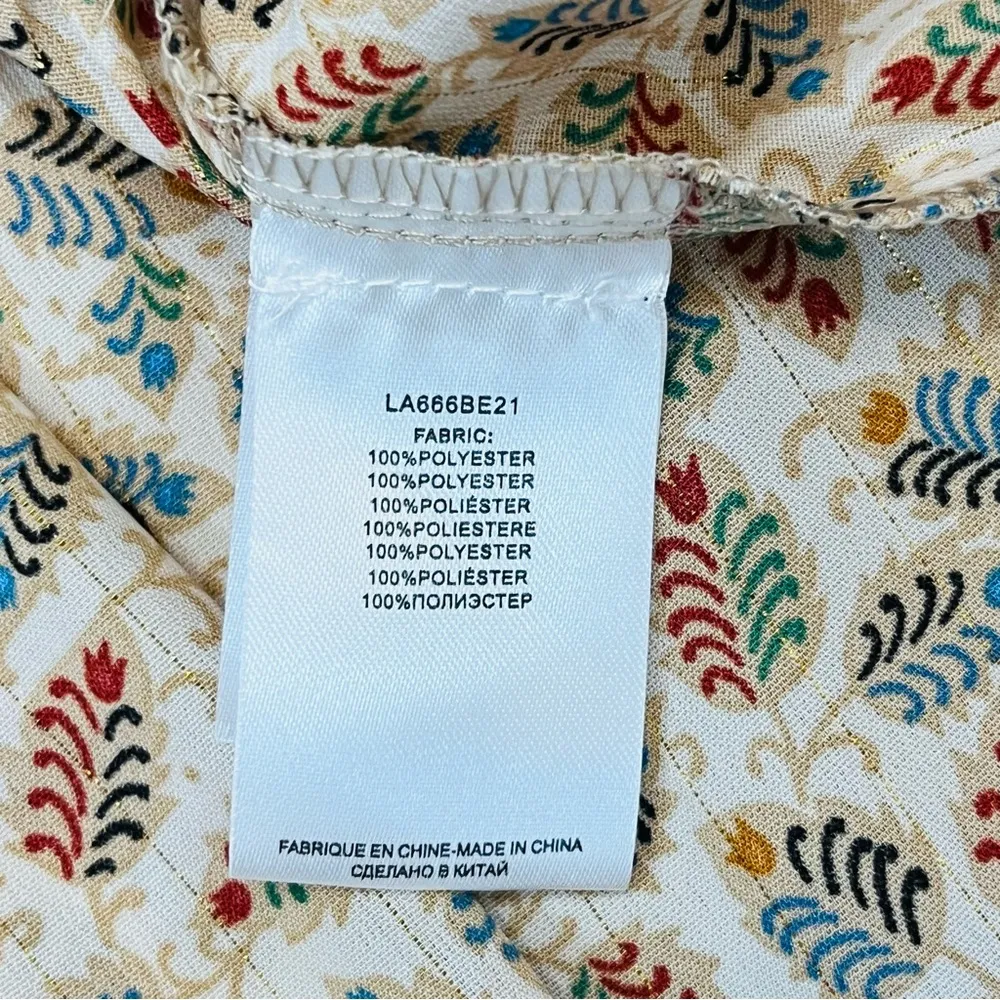 LA666BE21
FABRIC:
100%POLYESTER
100%POLYESTER
100%POLIÉSTER
100%POLIESTERE
100%POLYESTER
100%POLIÉSTER
100%ПОЛИЭСТЕР
FABRIQUE EN CHINE-MADE IN CHINA
СДЕЛАНО В КИТАЙ